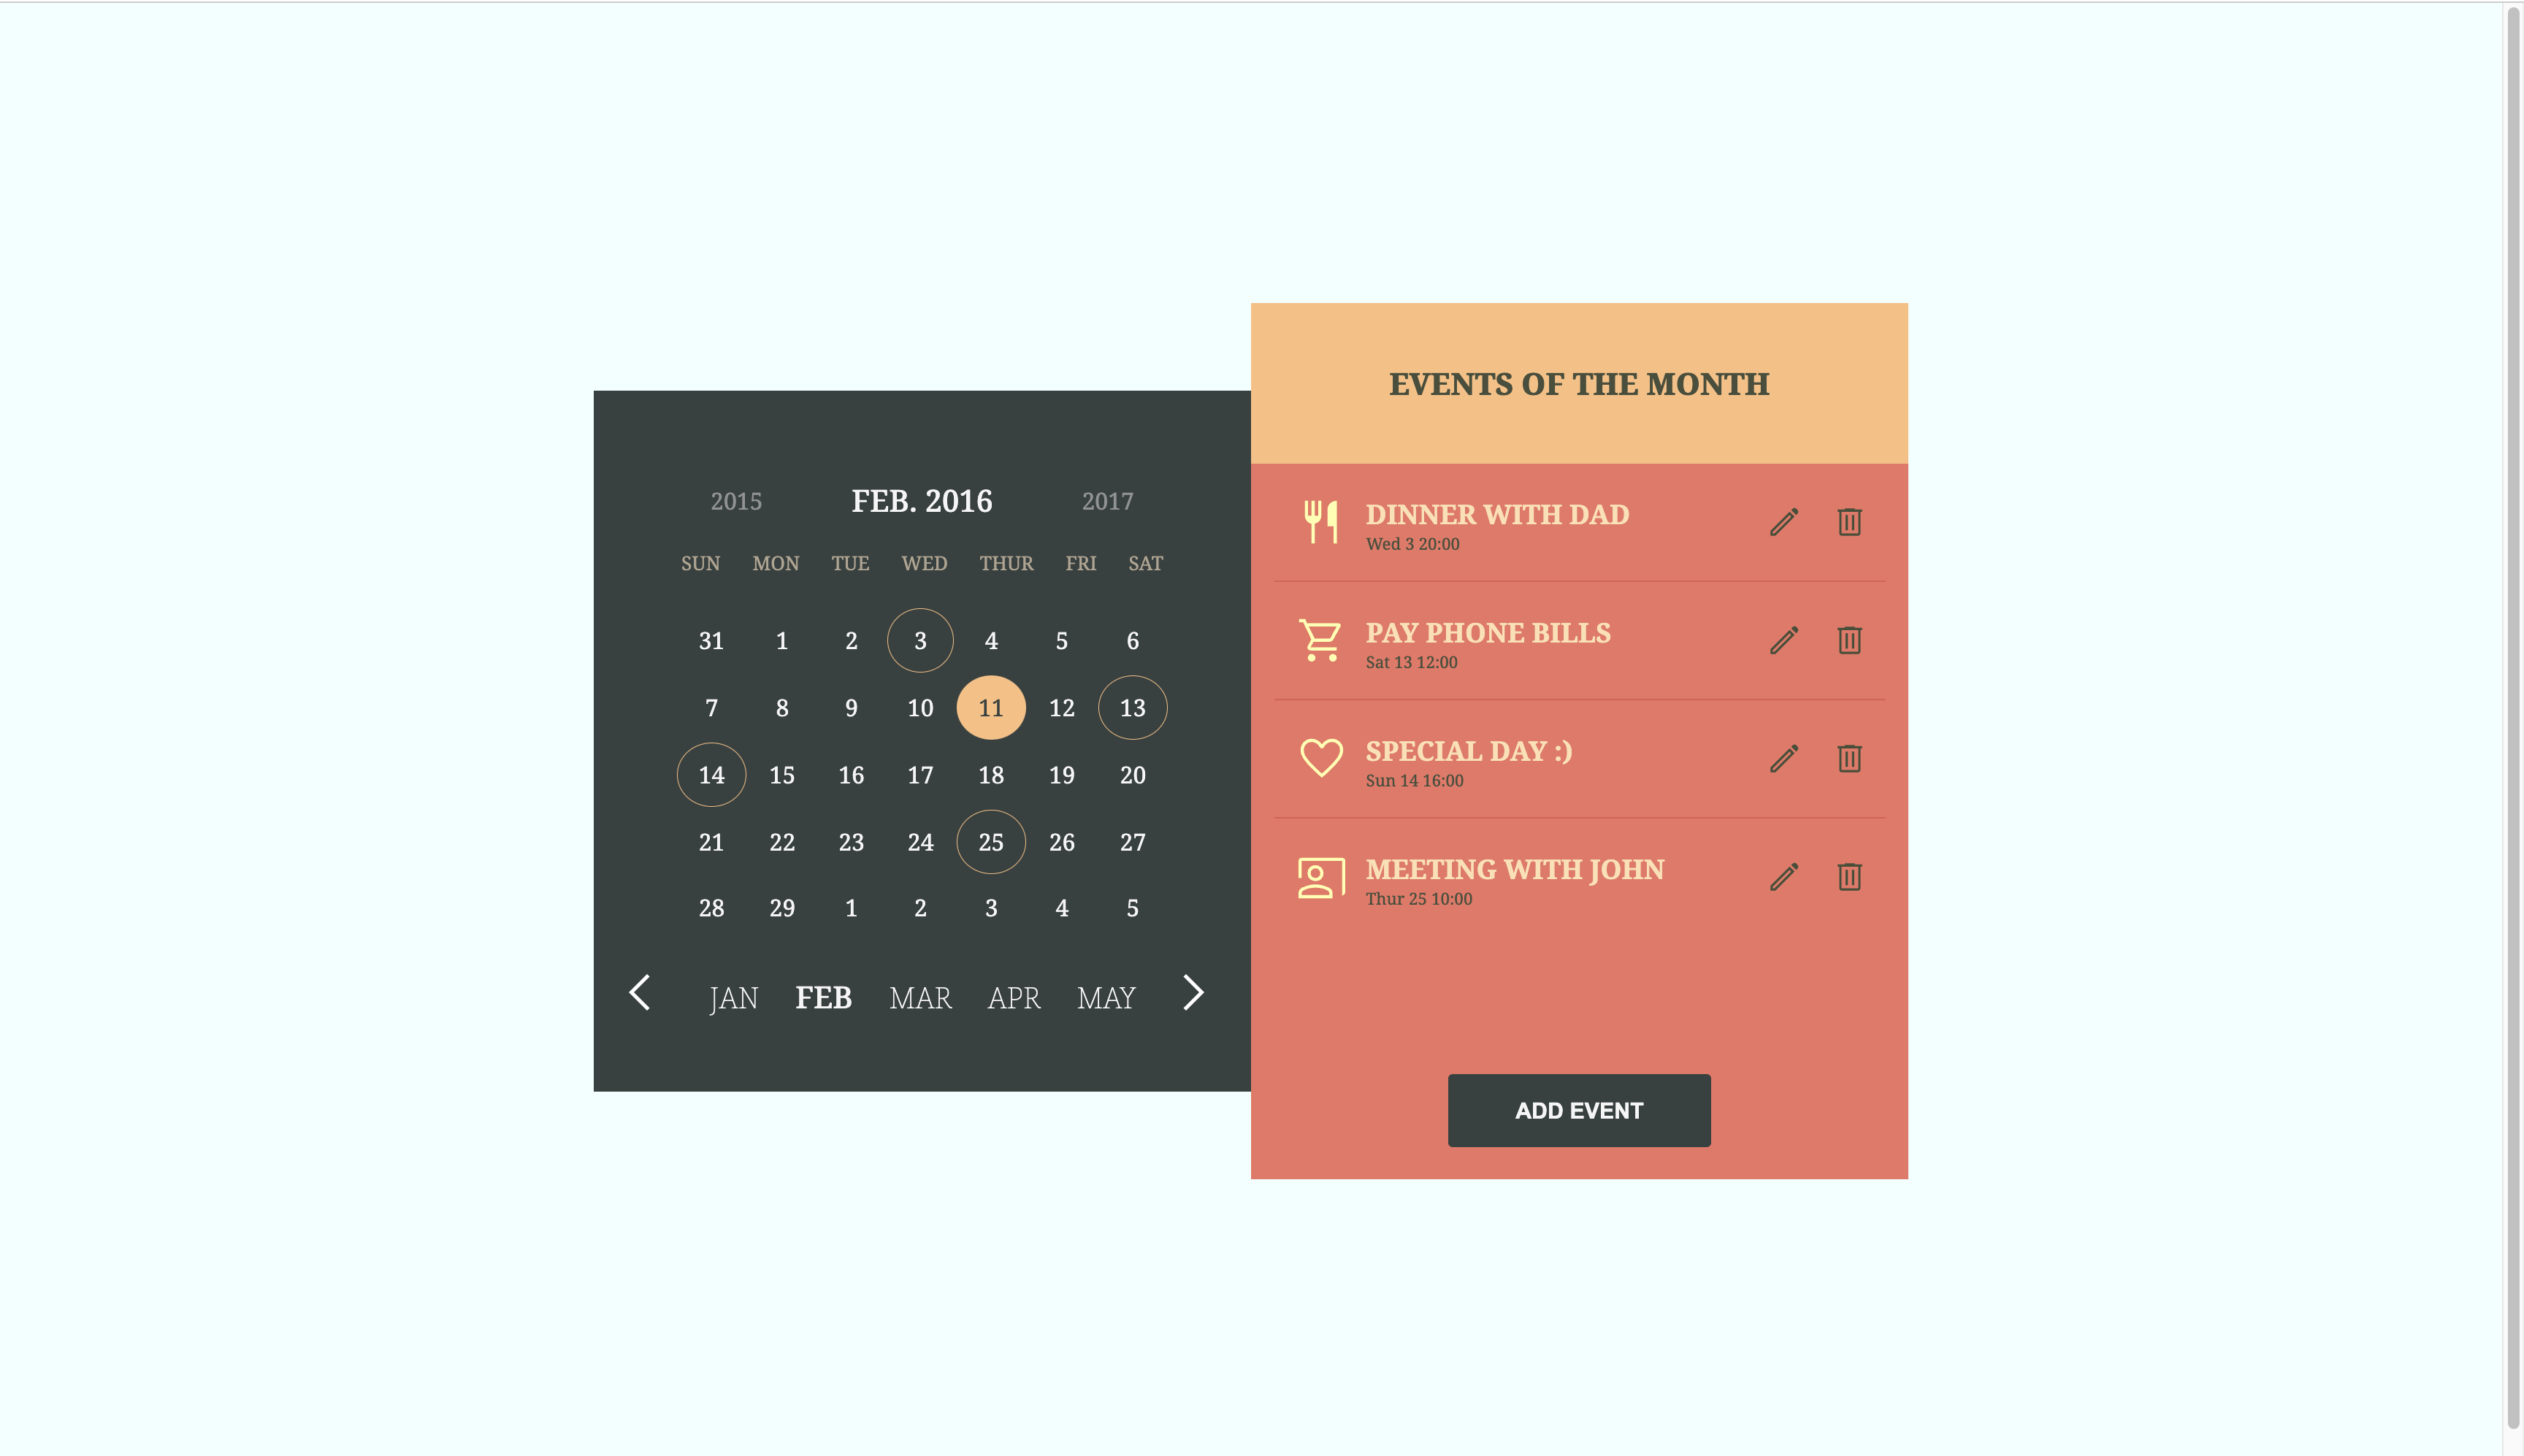 2015 FEB. 2016 2017
SUN MON TUE WED THUR FRI SAT
31 1 2 3 4 5 6
7 8 9 10 11 12 13
14 15 16 17 18 19 20
21 22 23 24 25 26 27
28 29 1 2 3 4 5
JAN FEB MAR APR MAY
EVENTS OF THE MONTH
DINNER WITH DAD
Wed 3 20:00
PAY PHONE BILLS
Sat 13 12:00
SPECIAL DAY :)
Sun 14 16:00
MEETING WITH JOHN
Thur 25 10:00
ADD EVENT